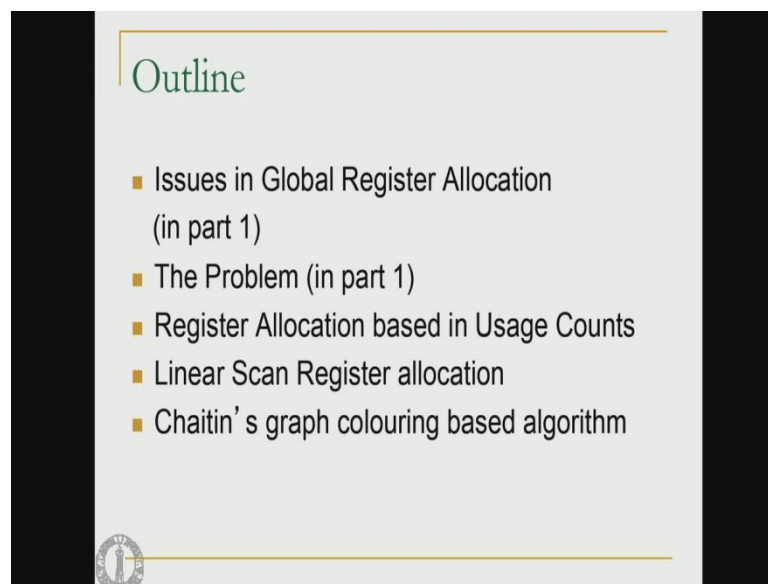 Outline
Issues in Global Register Allocation
(in part 1)
The Problem (in part 1)
Register Allocation based in Usage Counts
Linear Scan Register allocation
Chaitin's graph colouring based algorithm